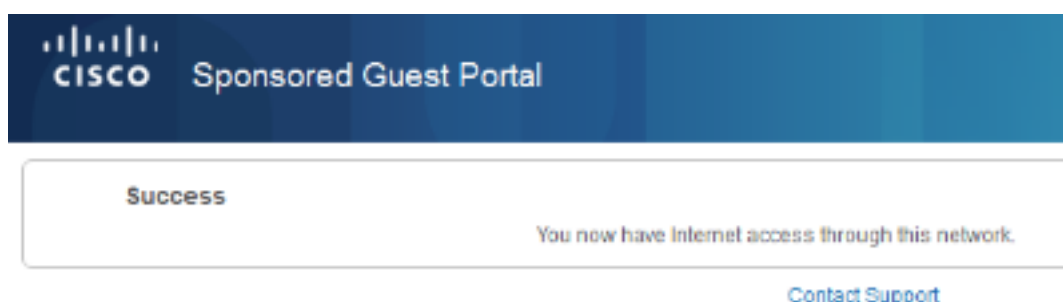 CISCO
Sponsored Guest Portal
Success
You now have Internet access through this network.
Contact Support